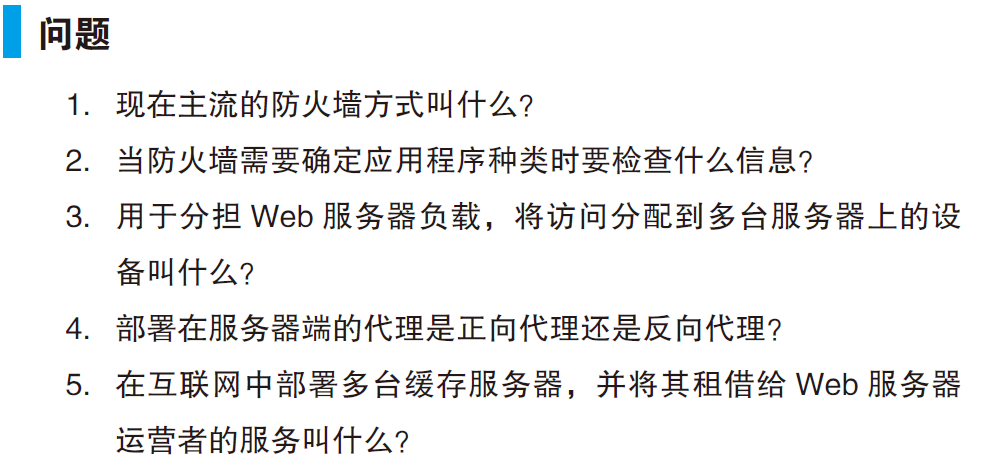 问题
1. 现在主流的防火墙方式叫什么?
2. 当防火墙需要确定应用程序种类时要检查什么信息?
3. 用于分担 Web 服务器负载，将访问分配到多台服务器上的设
备叫什么?
4. 部署在服务器端的代理是正向代理还是反向代理?
5. 在互联网中部署多台缓存服务器，并将其租借给 Web 服务器
运营者的服务叫什么?